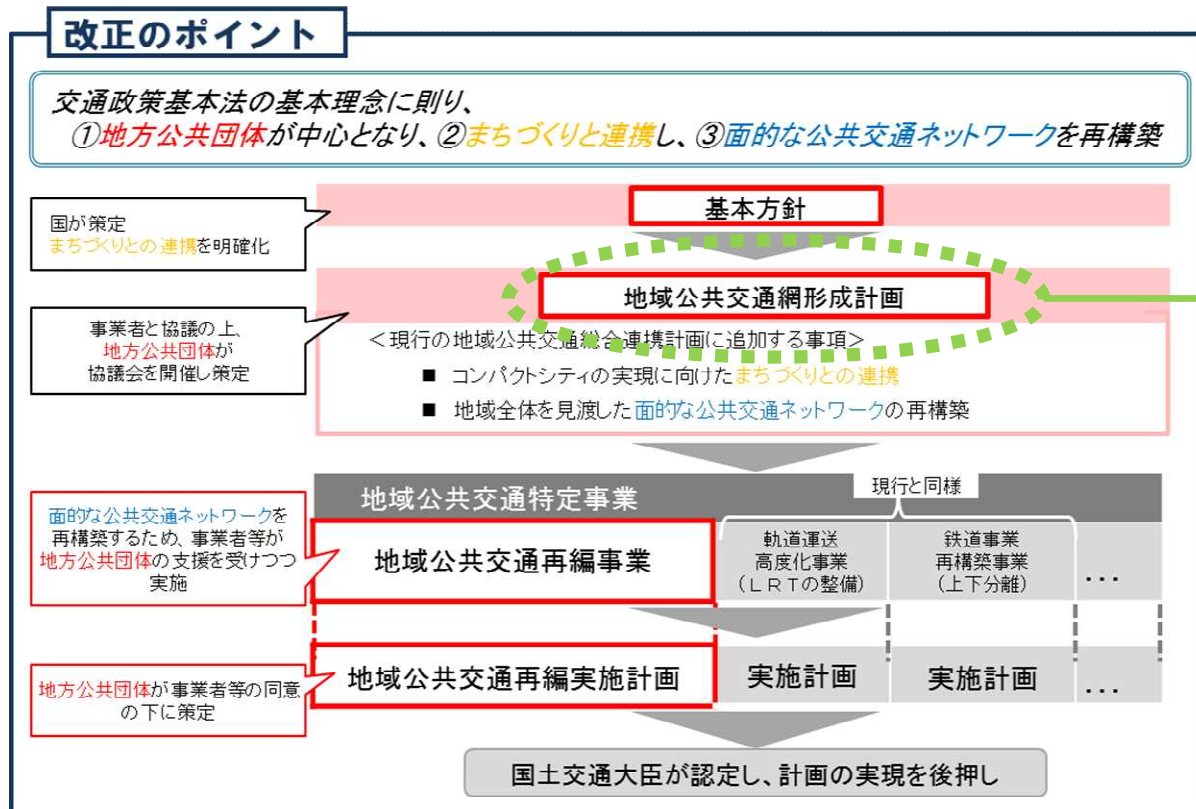 改正のポイント
交通政策基本法の基本理念に則り、
①地方公共団体が中心となり、②まちづくりと連携し、③面的な公共交通ネットワークを再構築
国が策定
まちづくりとの連携を明確化
基本方針
地域公共交通網形成計画
事業者と協議の上、
地方公共団体が
協議会を開催し策定
＜現行の地域公共交通総合連携計画に追加する事項＞
■ コンパクトシティの実現に向けたまちづくりとの連携
■ 地域全体を見渡した面的な公共交通ネットワークの再構築
地域公共交通特定事業
現行と同様
面的な公共交通ネットワークを
再構築するため、事業者等が
地方公共団体の支援を受けつつ
実施
地域公共交通再編事業
軌道運送
高度化事業
（ＬＲＴの整備）
鉄道事業
再構築事業
（上下分離）
…
地方公共団体が事業者等の同意
の下に策定
地域公共交通再編実施計画
実施計画
実施計画
…
国土交通大臣が認定し、計画の実現を後押し